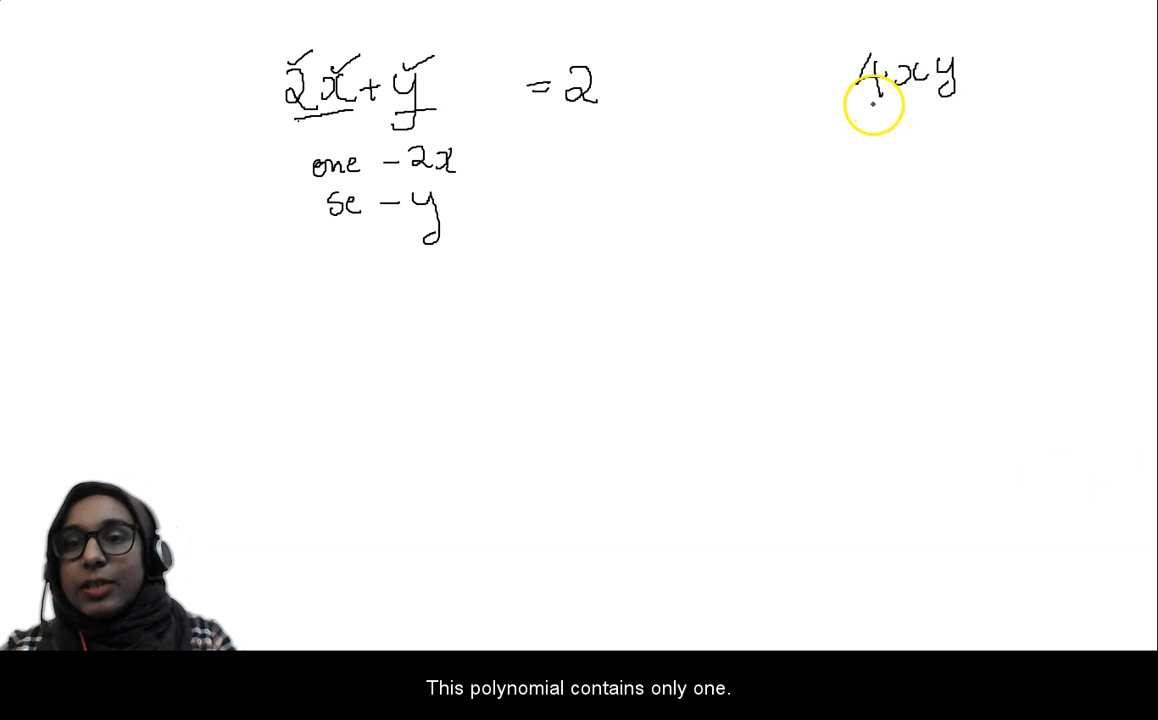 2x + y = 2
4xy
one - 2x
se - y
This polynomial contains only one.